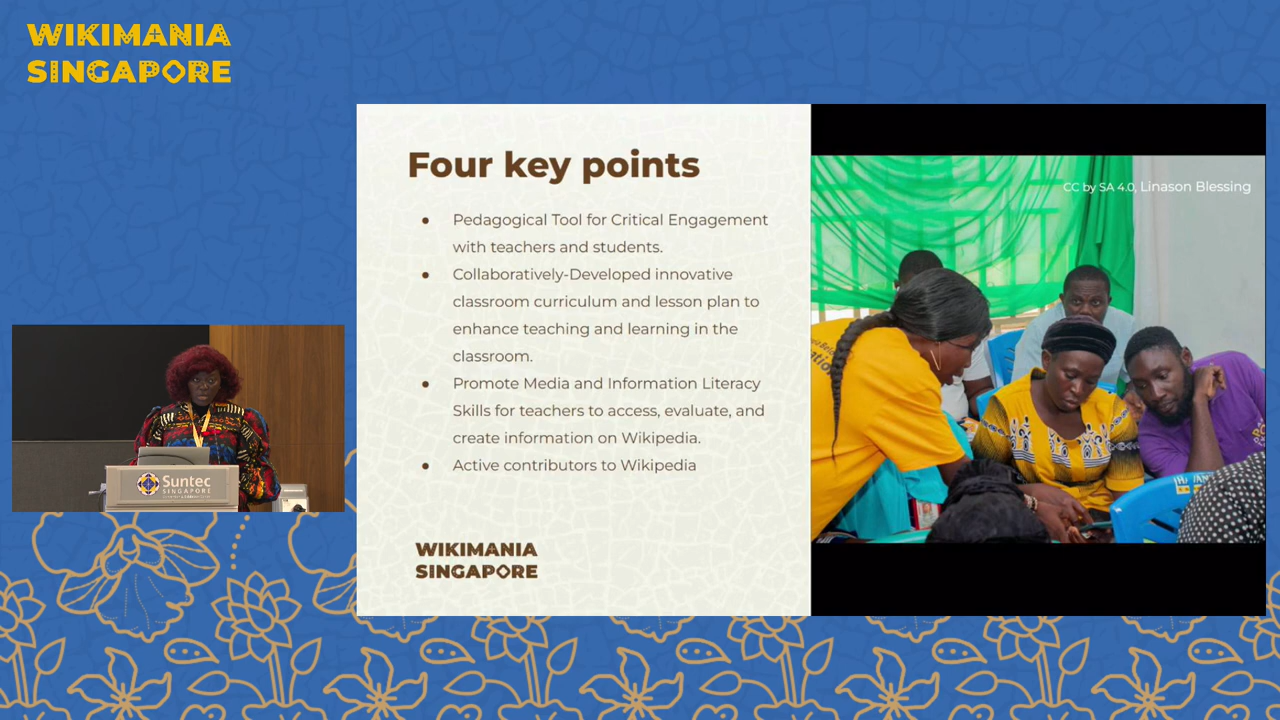 WIKIMANIA
SINGAPORE
Four key points
Pedagogical Tool for Critical Engagement
with teachers and students.
Collaboratively-Developed innovative
classroom curriculum and lesson plan to
enhance teaching and learning in the
classroom.
Promote Media and Information Literacy
Skills for teachers to access, evaluate, and
create information on Wikipedia.
Active contributors to Wikipedia
WIKIMANIA
SINGAPORE
CC by SA 4.0, Linason Blessing
Suntec
SINGAPORE